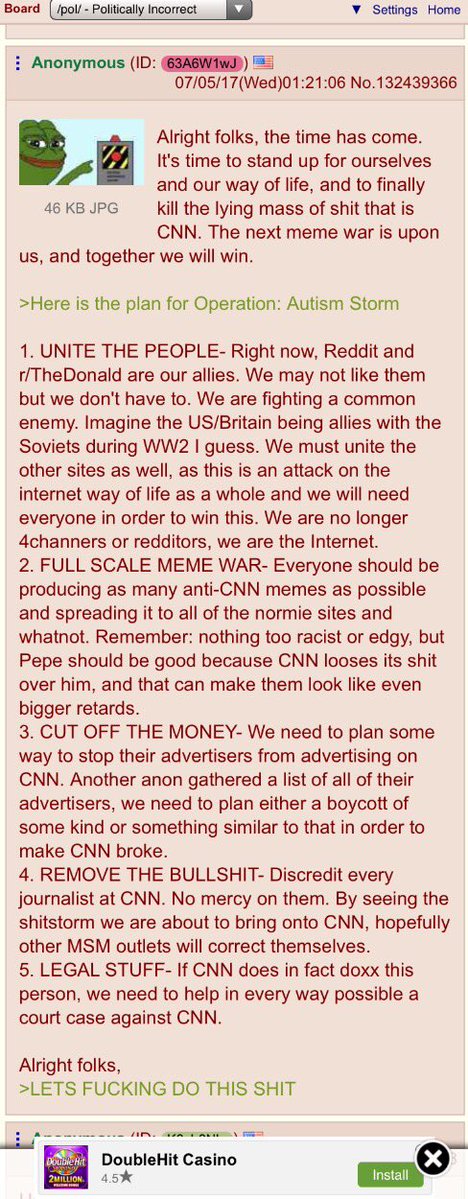 Board /pol/ - Politically Incorrect ▼ ▼ Settings Home
Anonymous (ID: 63A6W1wJ)
07/05/17(Wed)01:21:06 No.132439366
46 KB JPG
Alright folks, the time has come.
It's time to stand up for ourselves
and our way of life, and to finally
kill the lying mass of shit that is
CNN. The next meme war is upon
us, and together we will win.
>Here is the plan for Operation: Autism Storm
1. UNITE THE PEOPLE- Right now, Reddit and
r/TheDonald are our allies. We may not like them
but we don't have to. We are fighting a common
enemy. Imagine the US/Britain being allies with the
Soviets during WW2 I guess. We must unite the
other sites as well, as this is an attack on the
internet way of life as a whole and we will need
everyone in order to win this. We are no longer
4channers or redditors, we are the Internet.
2. FULL SCALE MEME WAR- Everyone should be
producing as many anti-CNN memes as possible
and spreading it to all of the normie sites and
whatnot. Remember: nothing too racist or edgy, but
Pepe should be good because CNN looses its shit
over him, and that can make them look like even
bigger retards.
3. CUT OFF THE MONEY- We need to plan some
way to stop their advertisers from advertising on
CNN. Another anon gathered a list of all of their
advertisers, we need to plan either a boycott of
some kind or something similar to that in order to
make CNN broke.
4. REMOVE THE BULLSHIT- Discredit every
journalist at CNN. No mercy on them. By seeing the
shitstorm we are about to bring onto CNN, hopefully
other MSM outlets will correct themselves.
5. LEGAL STUFF- If CNN does in fact doxx this
person, we need to help in every way possible a
court case against CNN.
Alright folks,
>LETS FUCKING DO THIS SHIT
Anonymous (ID:
DoubleHit Casino
4.5★
Install
2MILLION